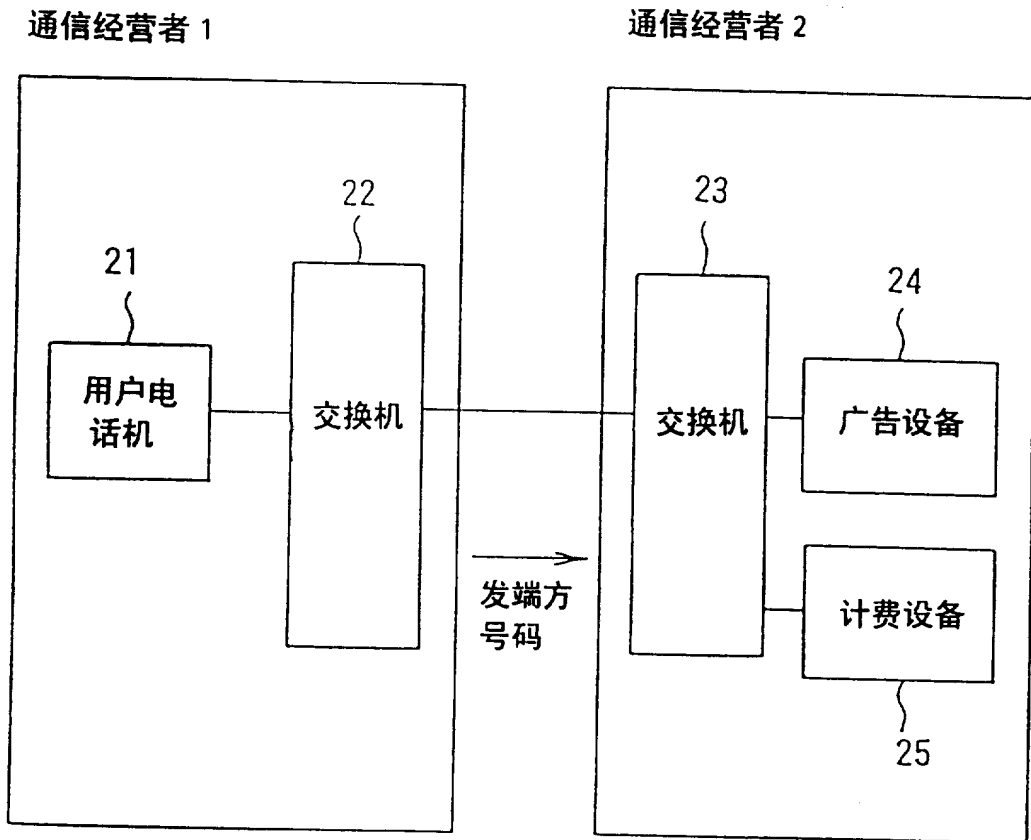 通信经营者 1
通信经营者 2
22
23
21
24
用户电
话机
交换机
交换机
广告设备
发端方
号码
计费设备
25